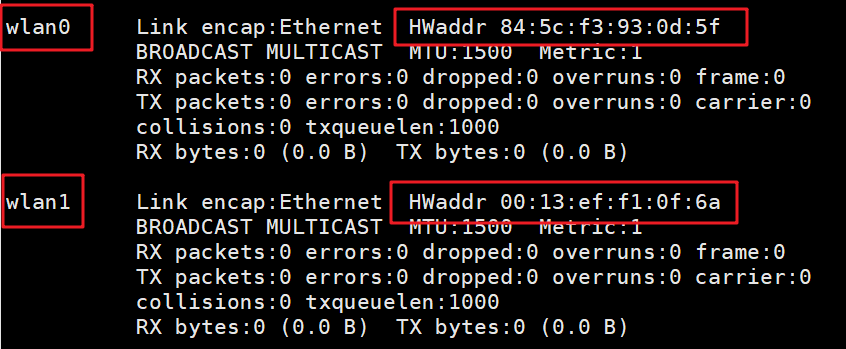 wlan0 Link encap:Ethernet HWaddr 84:5c:f3:93:0d:5f
BROADCAST MULTICAST MTU:1500 Metric:1
RX packets:0 errors:0 dropped:0 overruns:0 frame:0
TX packets:0 errors:0 dropped:0 overruns:0 carrier:0
collisions:0 txqueuelen:1000
RX bytes:0 (0.0 B) TX bytes:0 (0.0 B)
wlan1 Link encap:Ethernet HWaddr 00:13:ef:f1:0f:6a
BROADCAST MULTICAST MTU:1500 Metric:1
RX packets:0 errors:0 dropped:0 overruns:0 frame:0
TX packets:0 errors:0 dropped:0 overruns:0 carrier:0
collisions:0 txqueuelen:1000
RX bytes:0 (0.0 B) TX bytes:0 (0.0 B)